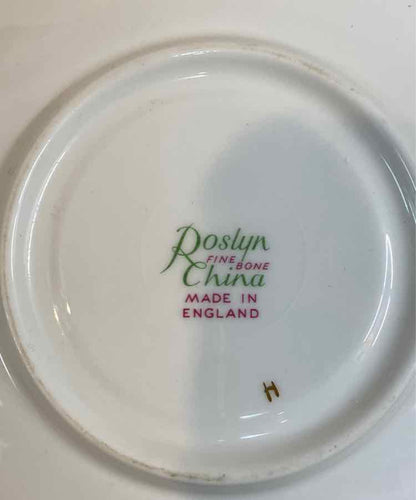 Roslyn
FINE BONE
China
MADE IN
ENGLAND
H